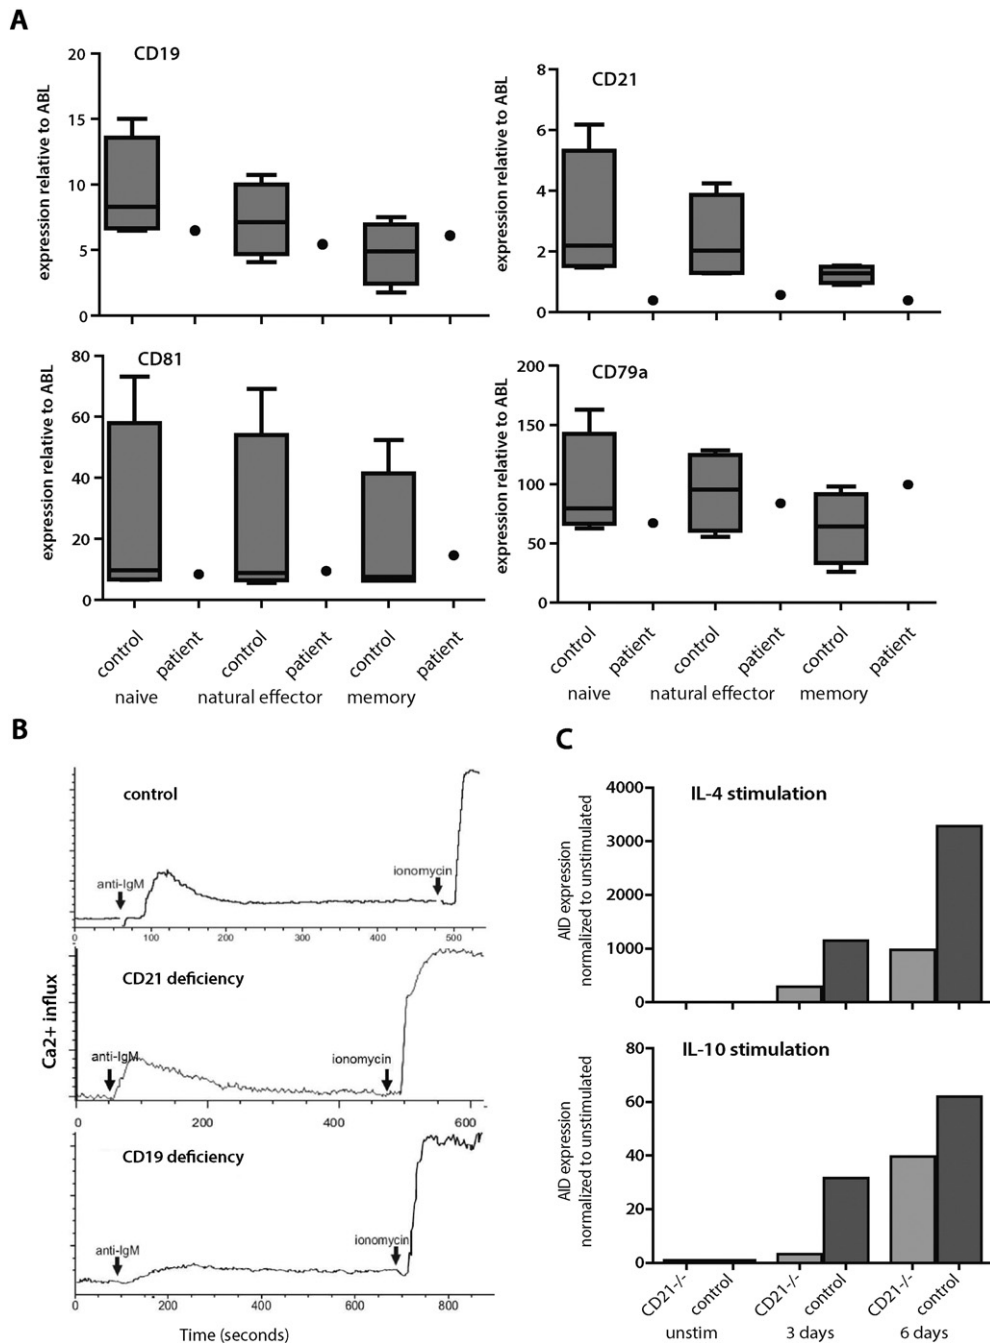 A
CD19
expression relative to ABL
20
15
10
5
0
CD21
expression relative to ABL
8
6
4
2
0
CD81
expression relative to ABL
80
60
40
20
0
control
patient
control
patient
control
patient
naive
natural effector
memory
CD79a
expression relative to ABL
200
150
100
50
0
control
patient
control
patient
control
patient
naive
natural effector
memory
B
Ca2+ influx
control
anti-IgM
ionomycin
0 100 200 300 400 500
CD21 deficiency
anti-IgM
ionomycin
0 200 400 600
CD19 deficiency
anti-IgM
ionomycin
0 200 400 600 800
Time (seconds)
C
IL-4 stimulation
AID expression
normalized to unstimulated
4000
3000
2000
1000
0
IL-10 stimulation
AID expression
normalized to unstimulated
80
60
40
20
0
CD21-/-
control
CD21-/-
control
CD21-/-
control
unstim
3 days
6 days